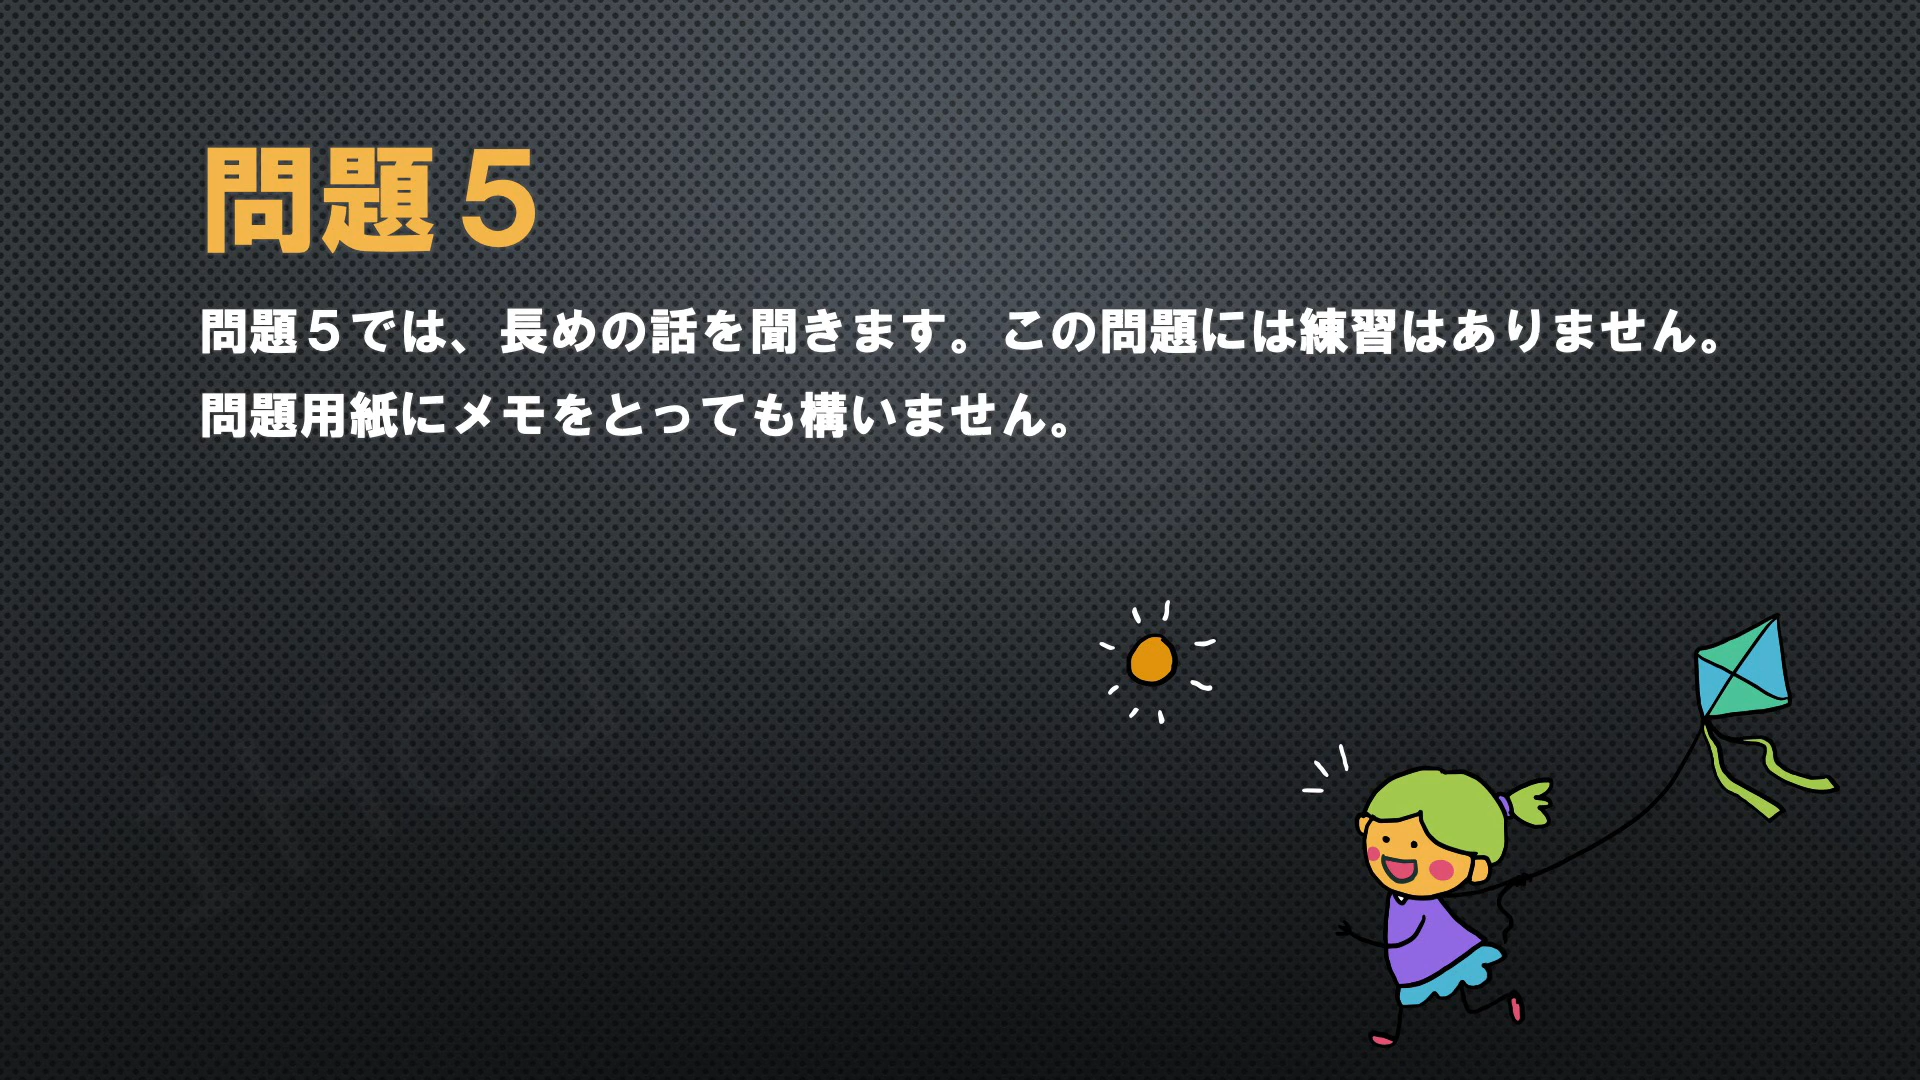 問題５
問題５では、長めの話を聞きます。この問題には練習はありません。
問題用紙にメモをとっても構いません。